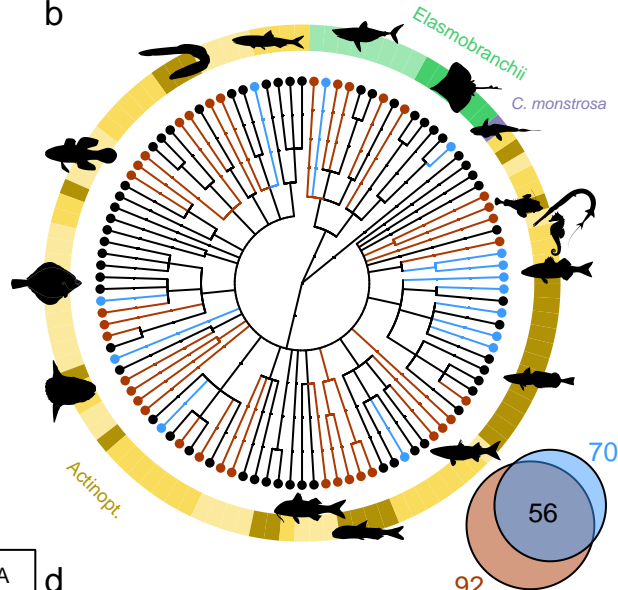 b
Elasmobranchii
C. monstrosa
Actinopt.
70
56
92
A
d